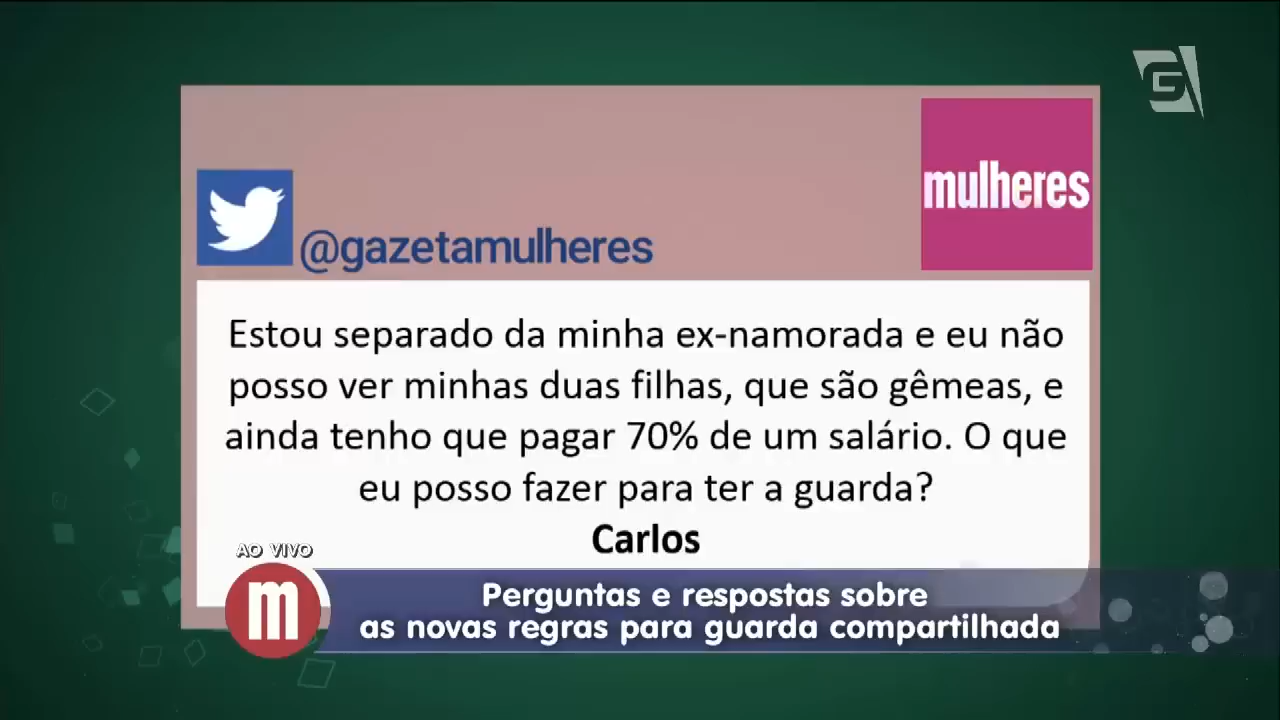 mulheres
@gazetamulheres
Estou separado da minha ex-namorada e eu não
posso ver minhas duas filhas, que são gêmeas, e
ainda tenho que pagar 70% de um salário. O que
eu posso fazer para ter a guarda?
Carlos
AO VIVO
m
Perguntas e respostas sobre
as novas regras para guarda compartilhada
G